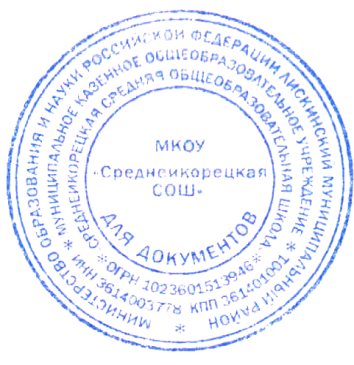 МИНИСТЕРСТВО ОБРАЗОВАНИЯ И НАУКИ РОССИЙСКОЙ ФЕДЕРАЦИИ ЛИСКИНСКИЙ МУНИЦИПАЛЬНЫЙ РАЙОН *
МУНИЦИПАЛЬНОЕ КАЗЕННОЕ ОБЩЕОБРАЗОВАТЕЛЬНОЕ УЧРЕЖДЕНИЕ *
ИНН 3614003778 КПП 361401001 *
СРЕДНЕИКОРЕЦКАЯ СРЕДНЯЯ ОБЩЕОБРАЗОВАТЕЛЬНАЯ ШКОЛА
* ОГРН 1023601513946 *
МКОУ
«Среднеикорецкая
СОШ»
ДЛЯ ДОКУМЕНТОВ